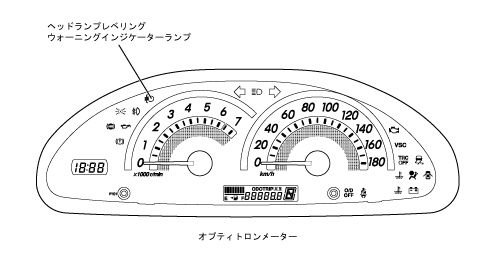 ヘッドランプレベリング
ウォーニングインジケーターランプ
0 1 2 3 4 5 6 7
×1000r/min
0 20 40 60 80 100 120 140 160 180
km/h
VSC
TRC
OFF
18:88
ODO TRIP
E F
O/D
OFF
オプティトロンメーター